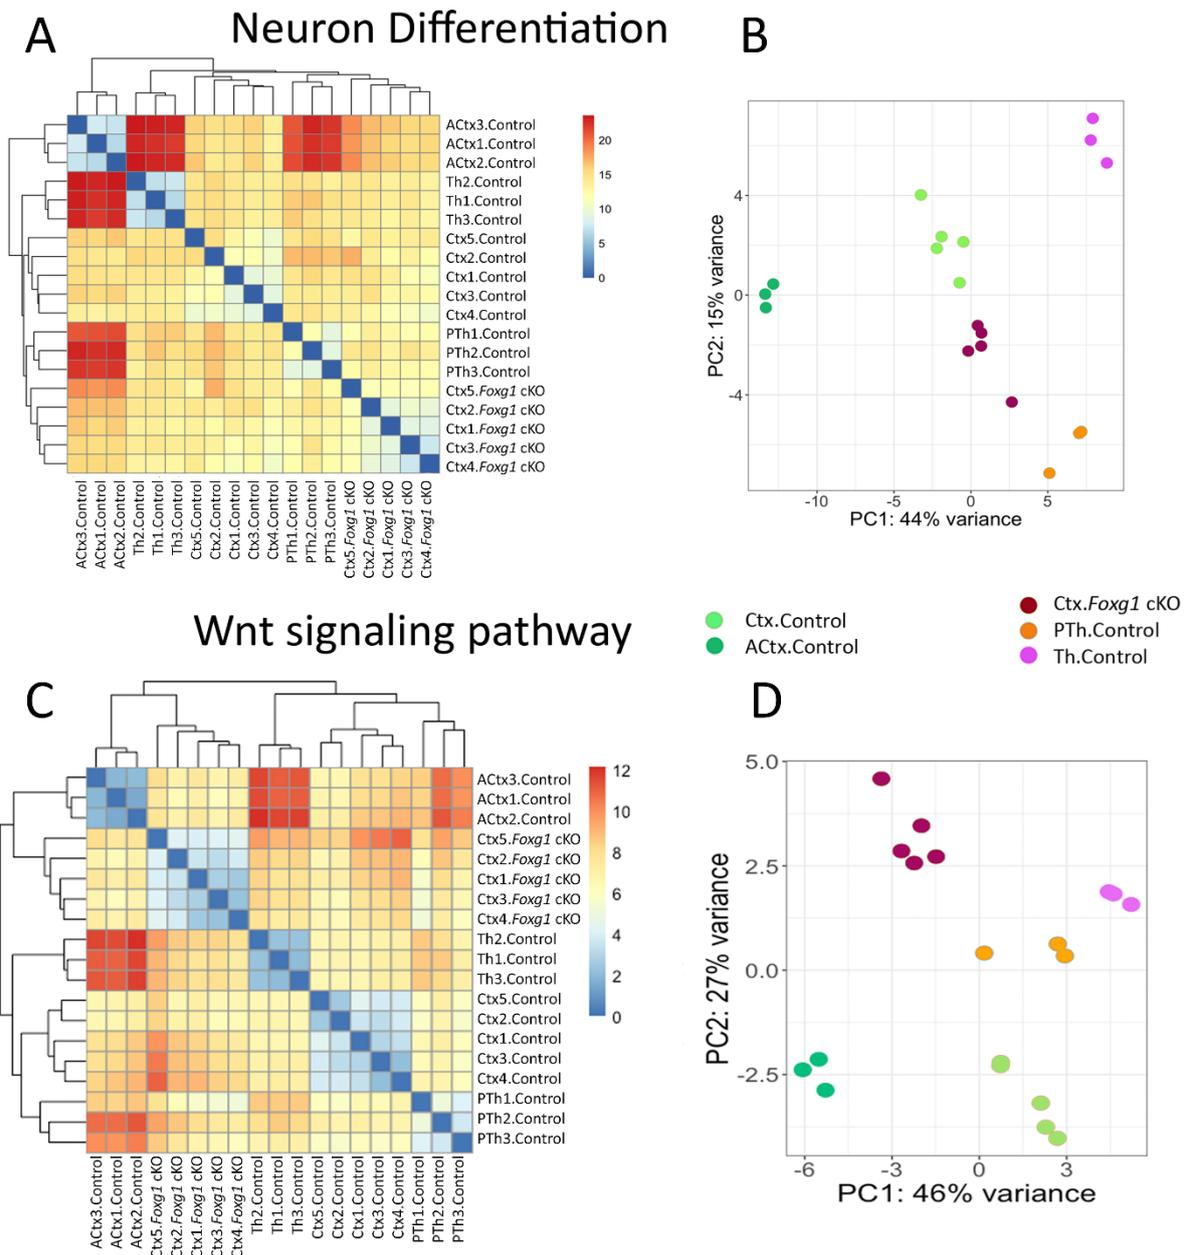 A
Neuron Differentiation
B
ACtx3.Control
ACtx1.Control
ACtx2.Control
Th2.Control
Th1.Control
Th3.Control
Ctx5.Control
Ctx2.Control
Ctx1.Control
Ctx3.Control
Ctx4.Control
PTh1.Control
PTh2.Control
PTh3.Control
Ctx5.Foxg1 cKO
Ctx2.Foxg1 cKO
Ctx1.Foxg1 cKO
Ctx3.Foxg1 cKO
Ctx4.Foxg1 cKO
20
15
10
5
0
ACtx3.Control
ACtx1.Control
ACtx2.Control
Th2.Control
Th1.Control
Th3.Control
Ctx5.Control
Ctx2.Control
Ctx1.Control
Ctx3.Control
Ctx4.Control
PTh1.Control
PTh2.Control
PTh3.Control
Ctx5.Foxg1 cKO
Ctx2.Foxg1 cKO
Ctx1.Foxg1 cKO
Ctx3.Foxg1 cKO
Ctx4.Foxg1 cKO
PC2: 15% variance
4
0
-4
-10
-5
0
5
PC1: 44% variance
Wnt signaling pathway
Ctx.Control
ACtx.Control
Ctx.Foxg1 cKO
PTh.Control
Th.Control
C
D
ACtx3.Control
ACtx1.Control
ACtx2.Control
Ctx5.Foxg1 cKO
Ctx2.Foxg1 cKO
Ctx1.Foxg1 cKO
Ctx3.Foxg1 cKO
Ctx4.Foxg1 cKO
Th2.Control
Th1.Control
Th3.Control
Ctx5.Control
Ctx2.Control
Ctx1.Control
Ctx3.Control
Ctx4.Control
PTh1.Control
PTh2.Control
PTh3.Control
12
10
8
6
4
2
0
ACtx3.Control
ACtx1.Control
ACtx2.Control
Ctx5.Foxg1 cKO
Ctx2.Foxg1 cKO
Ctx1.Foxg1 cKO
Ctx3.Foxg1 cKO
Ctx4.Foxg1 cKO
Th2.Control
Th1.Control
Th3.Control
Ctx5.Control
Ctx2.Control
Ctx1.Control
Ctx3.Control
Ctx4.Control
PTh1.Control
PTh2.Control
PTh3.Control
PC2: 27% variance
5.0
2.5
0.0
-2.5
-6
-3
0
3
PC1: 46% variance